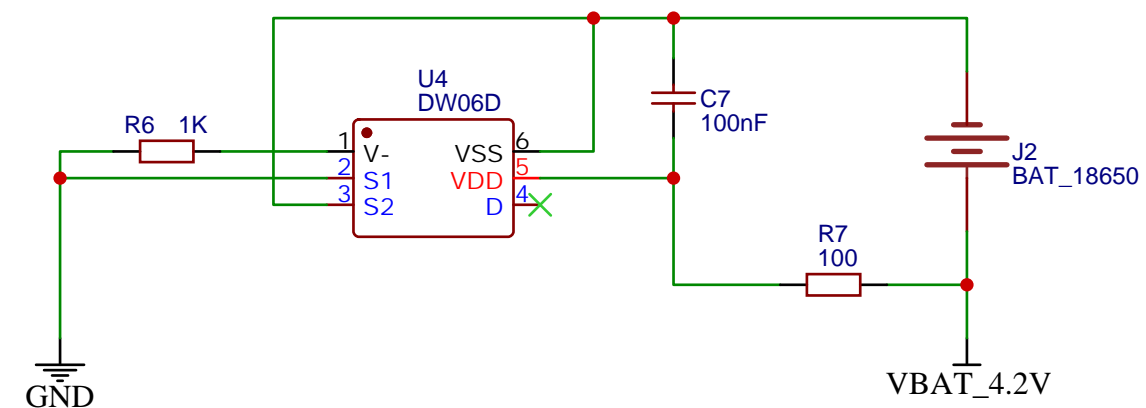 U4
DW06D
R6 1K
1 V- VSS 6
2 S1 VDD 5
3 S2 D 4
C7
100nF
J2
BAT_18650
R7
100
GND
VBAT_4.2V